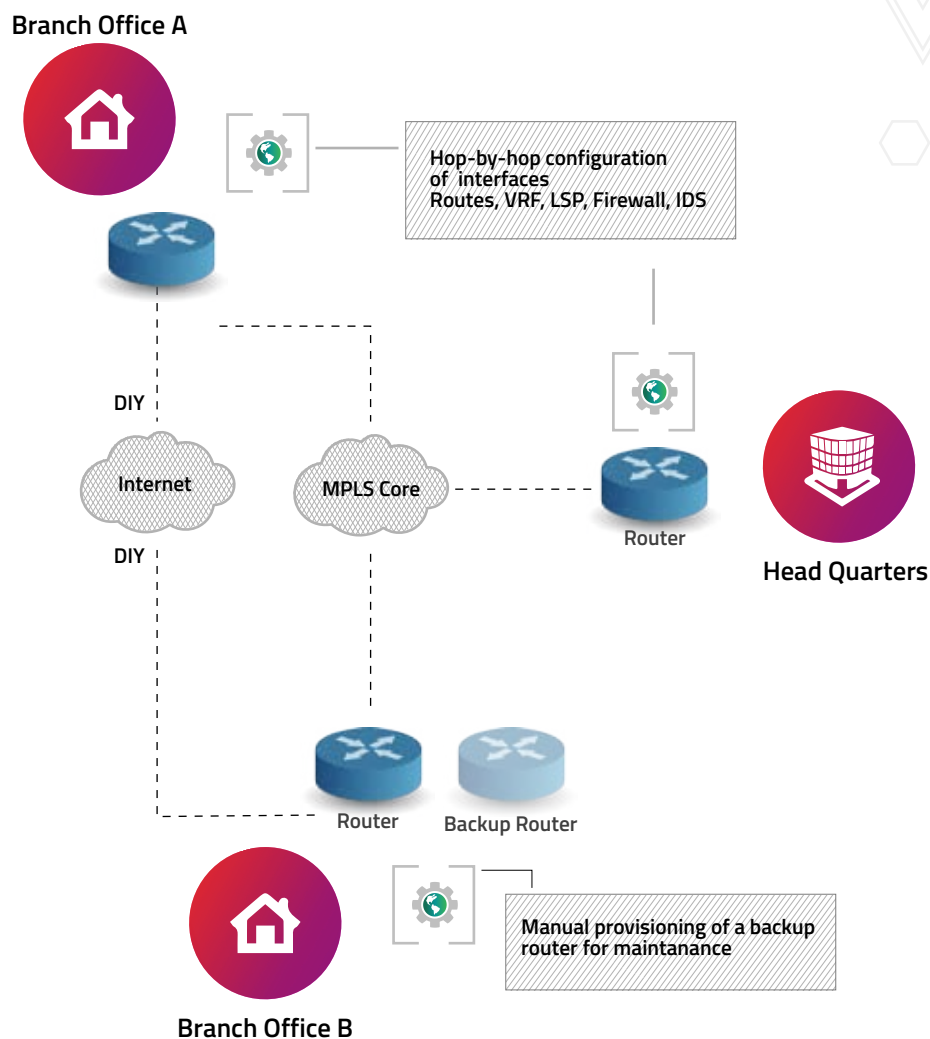 Branch Office A
Hop-by-hop configuration
of interfaces
Routes, VRF, LSP, Firewall, IDS
DIY
Internet
MPLS Core
DIY
Router
Head Quarters
Router
Backup Router
Manual provisioning of a backup
router for maintanance
Branch Office B